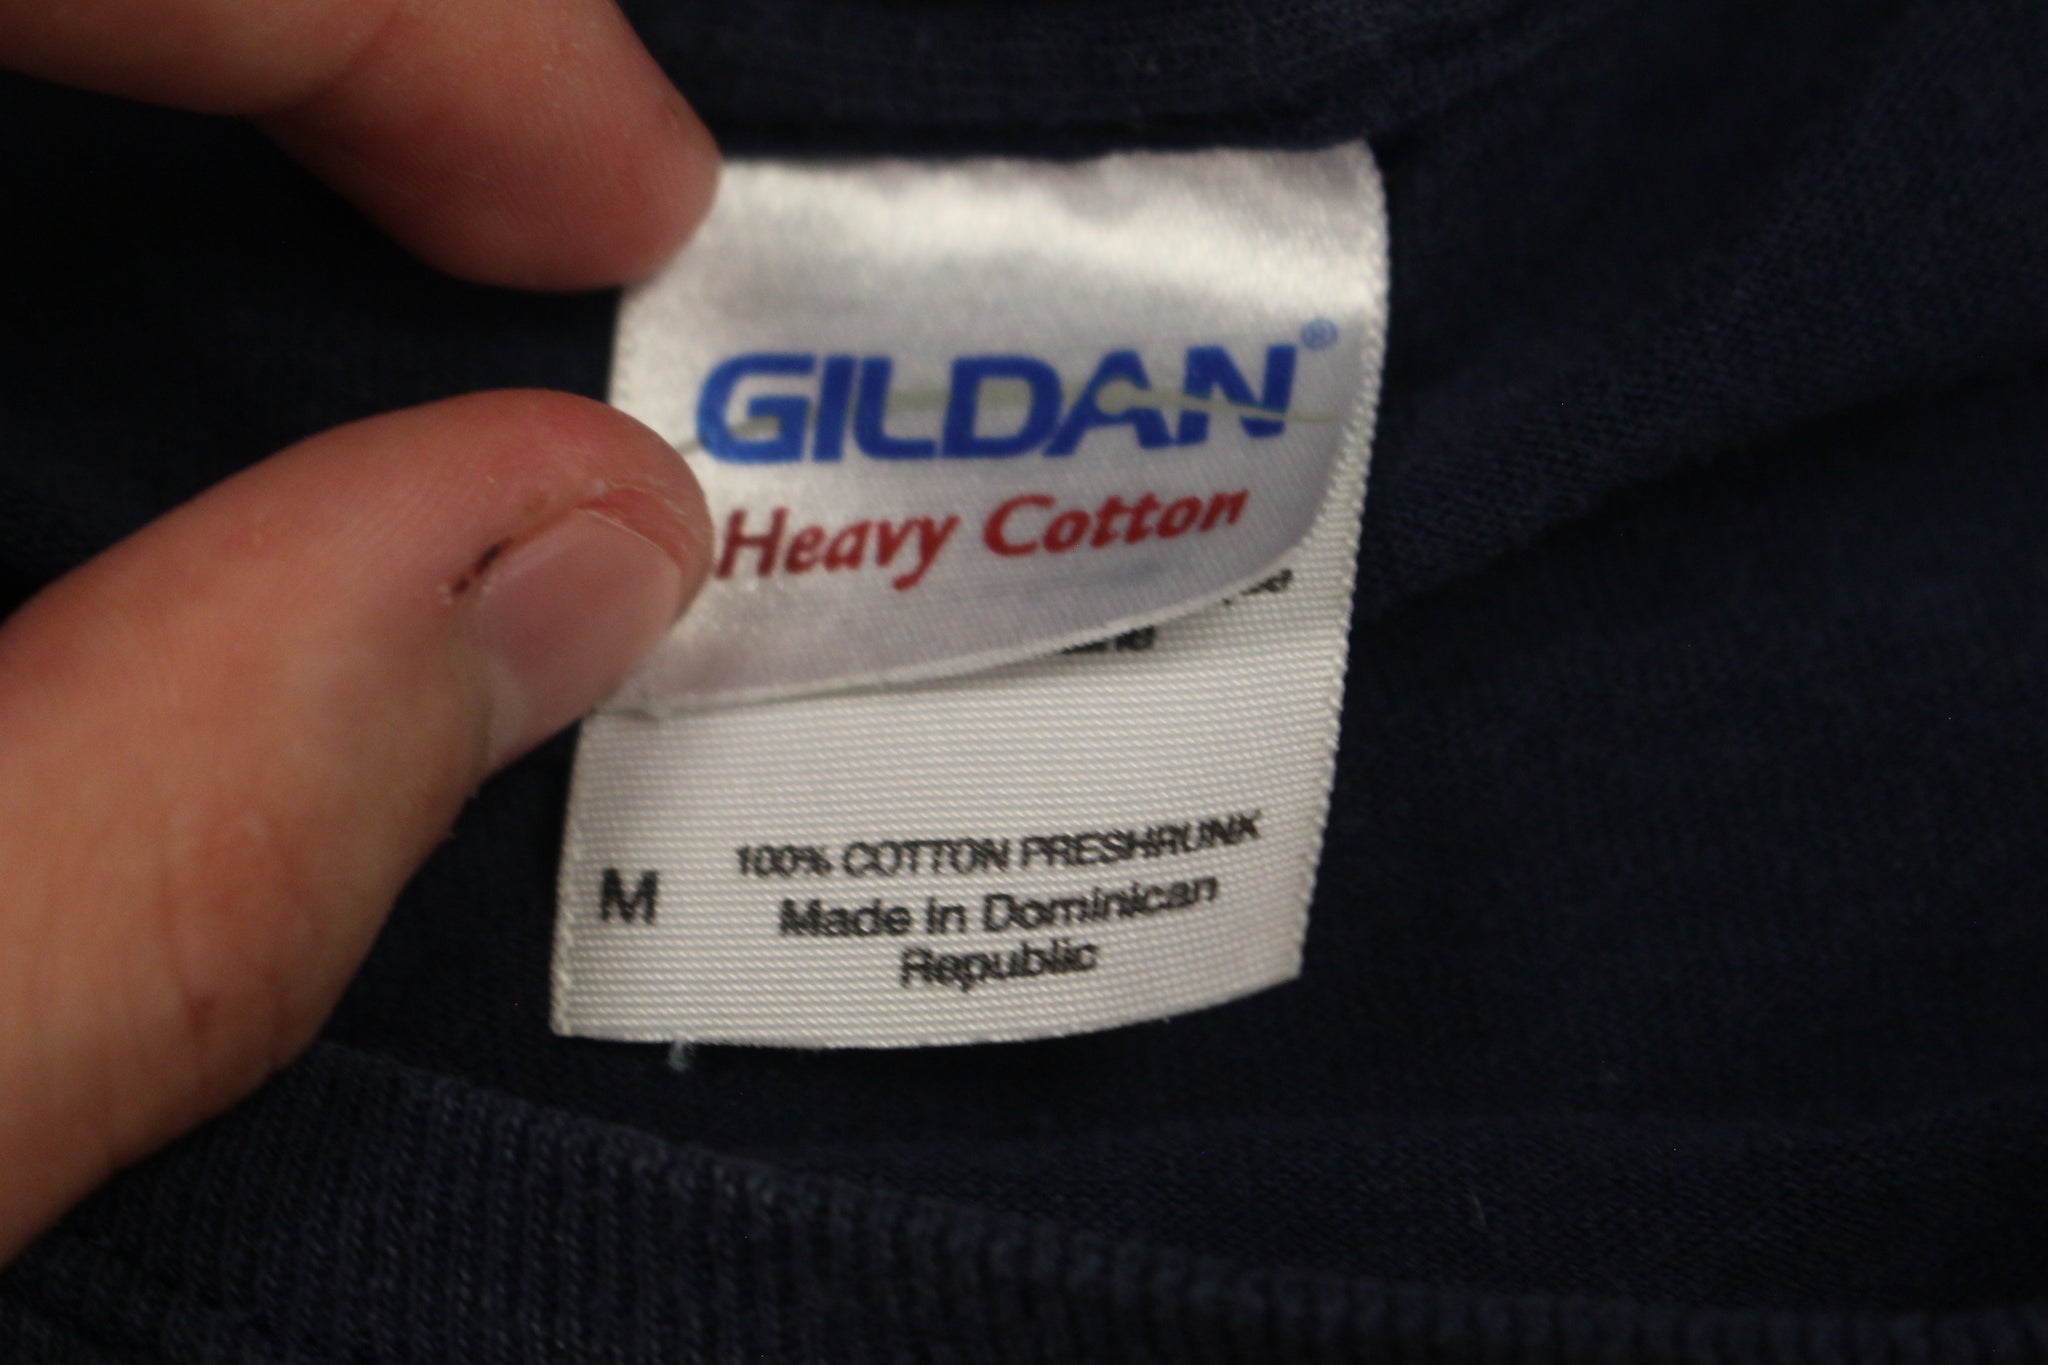 GILDAN®
Heavy Cotton
M
100% COTTON PRESHRUNK
Made in Dominican
Republic